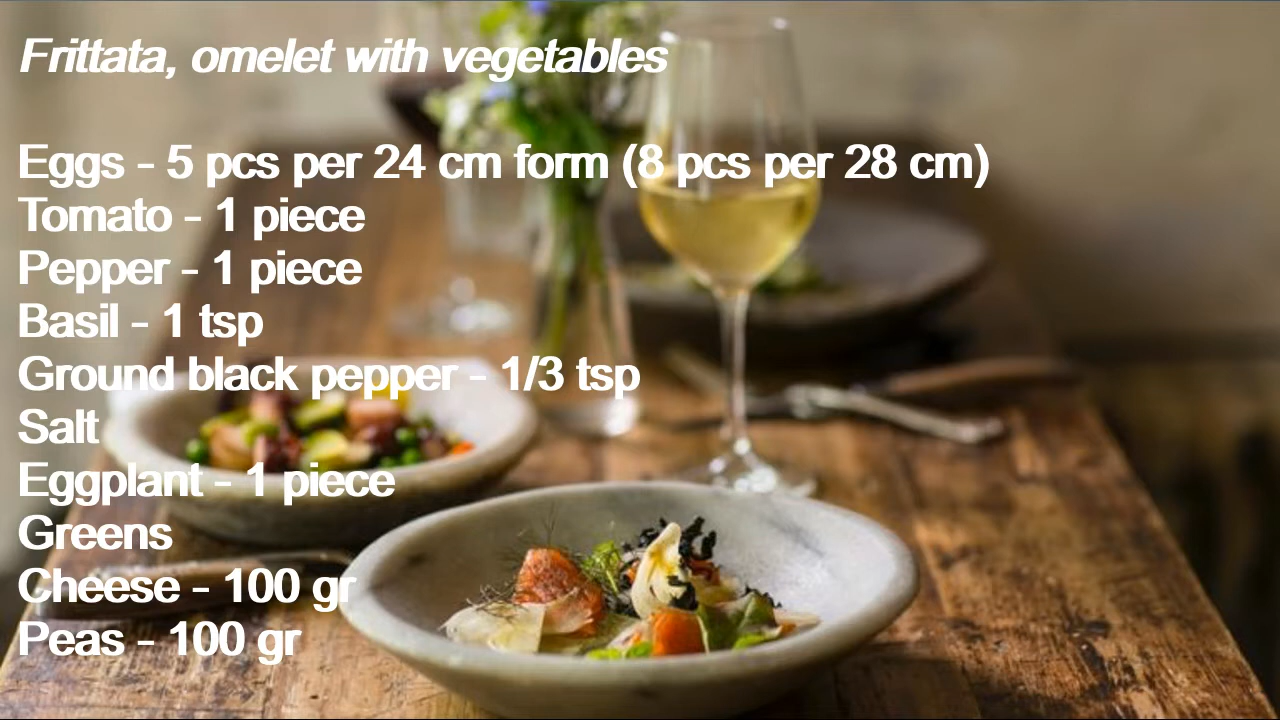 Frittata, omelet with vegetables
Eggs - 5 pcs per 24 cm form (8 pcs per 28 cm)
Tomato - 1 piece
Pepper - 1 piece
Basil - 1 tsp
Ground black pepper - 1/3 tsp
Salt
Eggplant - 1 piece
Greens
Cheese - 100 gr
Peas - 100 gr